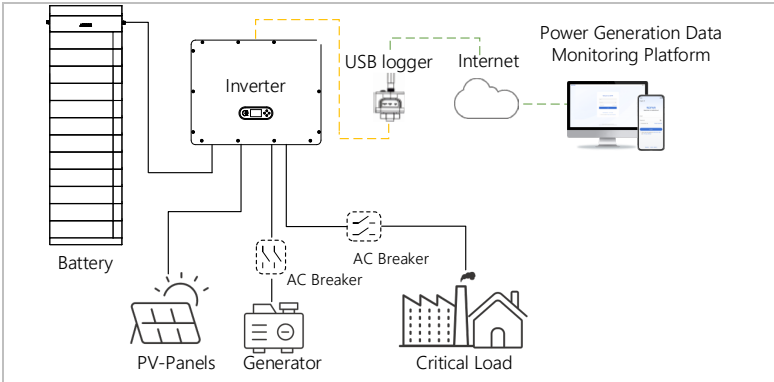 Power Generation Data
Monitoring Platform
USB logger
Internet
Inverter
AC Breaker
Battery
AC Breaker
PV-Panels
Generator
Critical Load